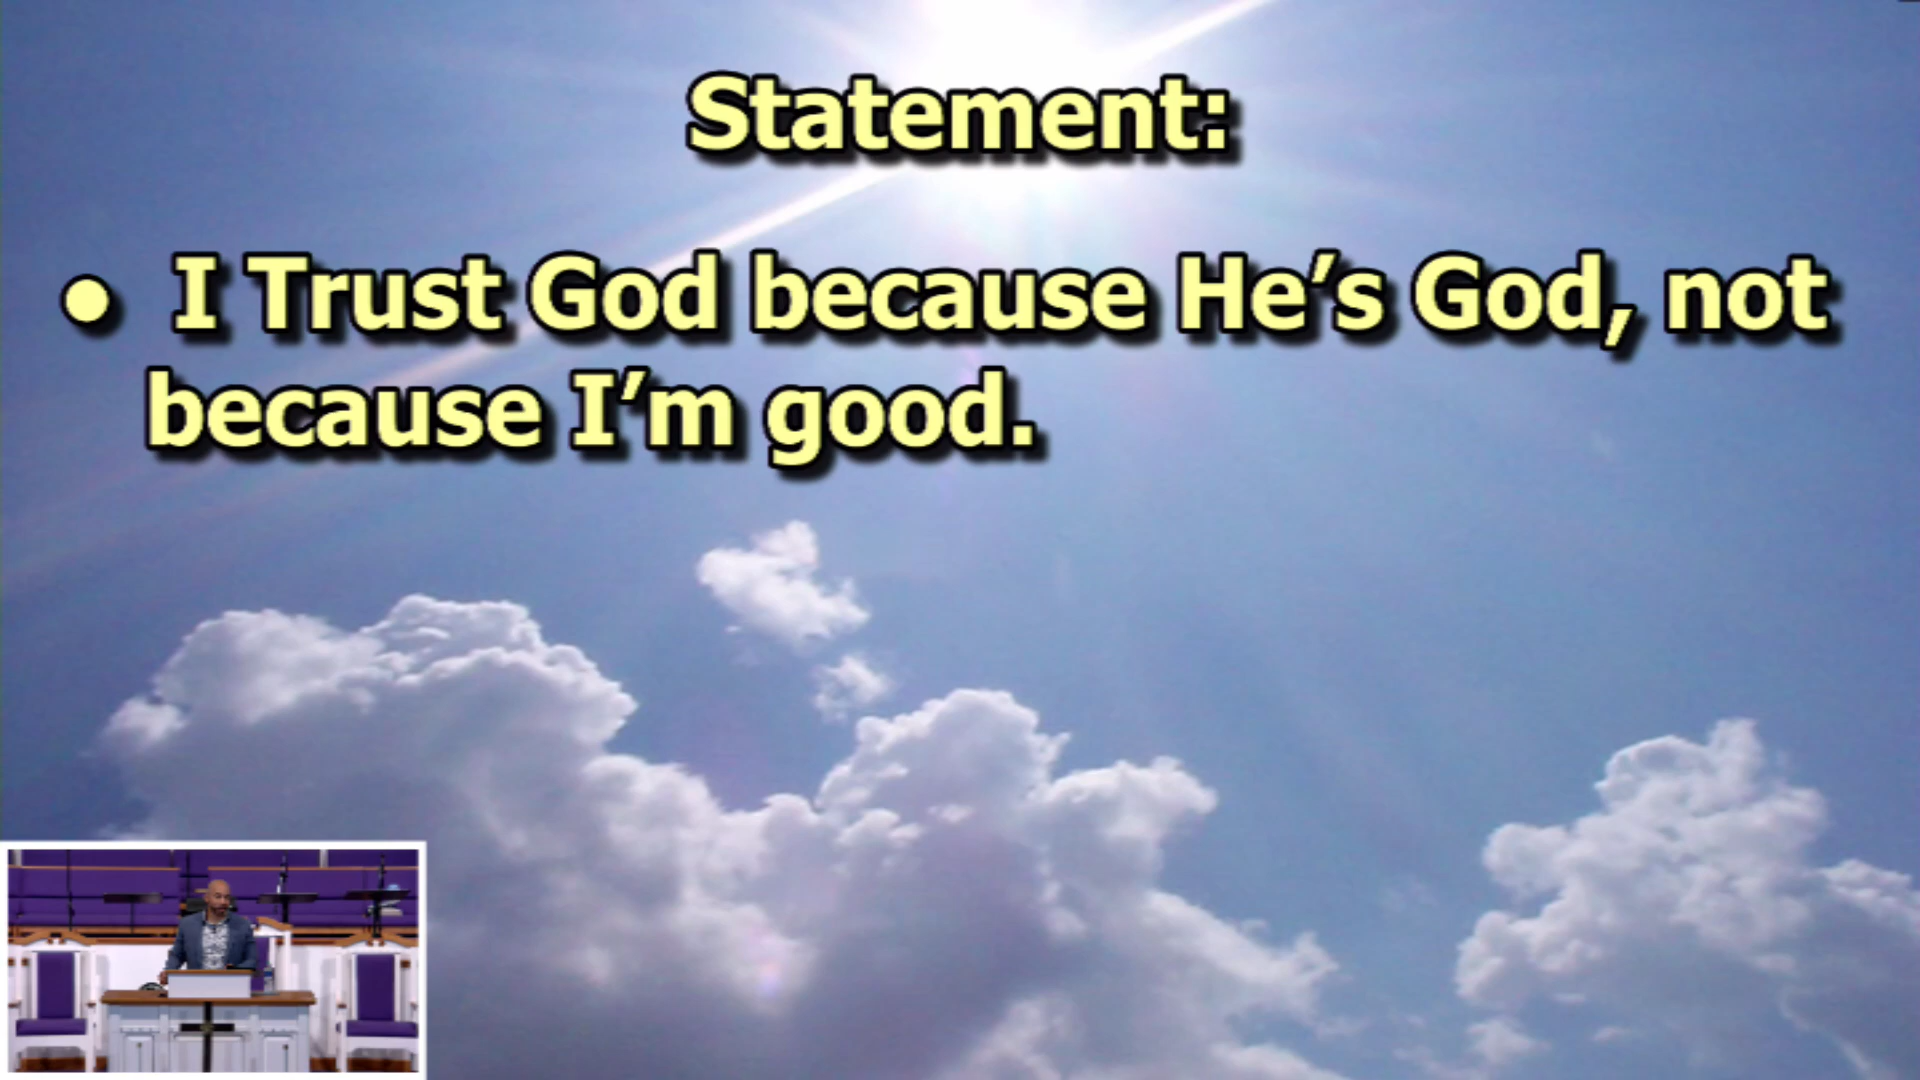 Statement:
● I Trust God because He’s God, not
because I’m good.